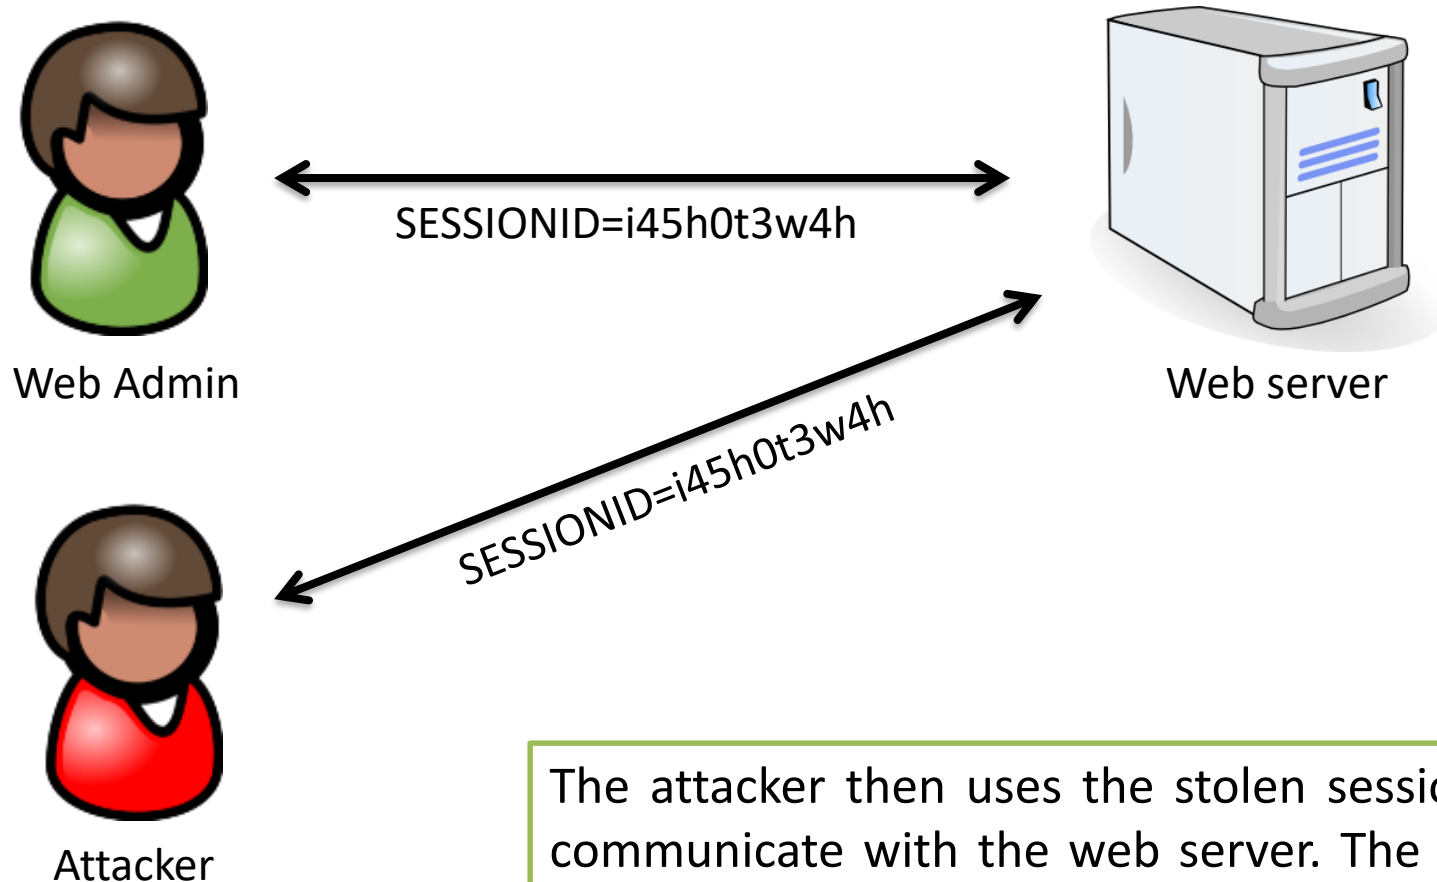 SESSIONID=i45h0t3w4h
Web Admin
Web server
SESSIONID=i45h0t3w4h
Attacker
The attacker then uses the stolen
communicate with the web server. The